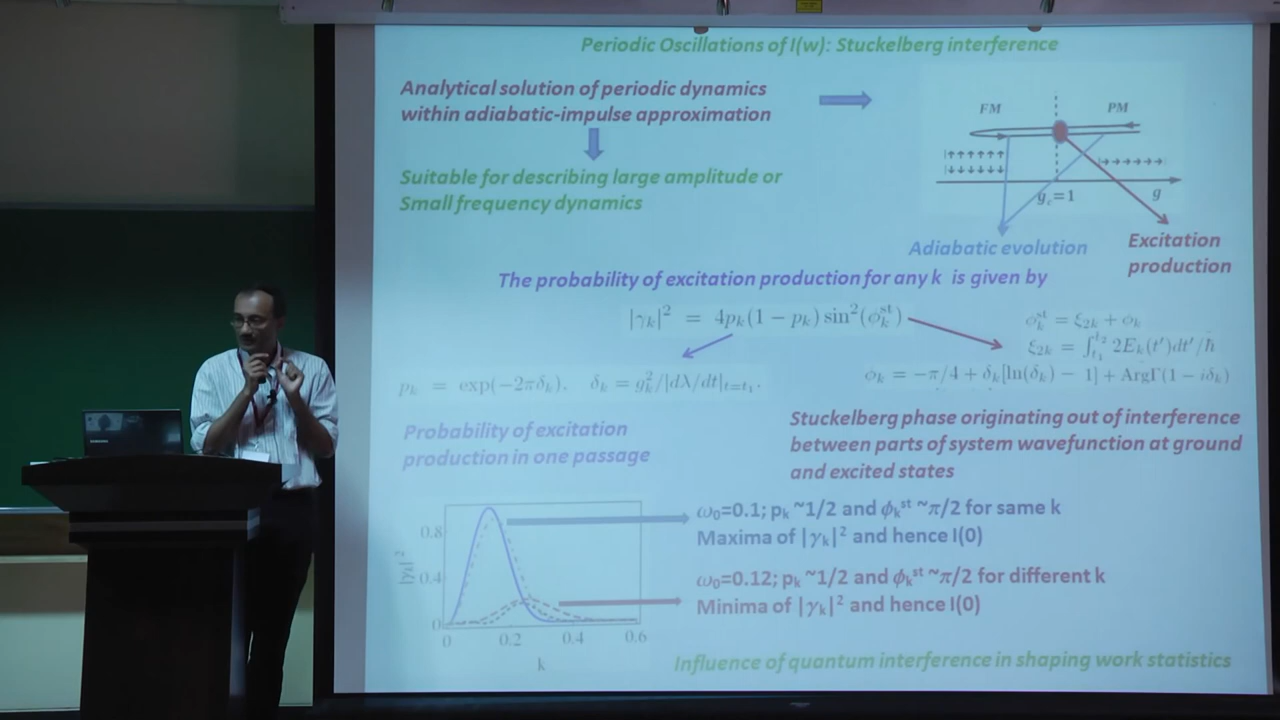 Periodic Oscillations of I(w): Stuckelberg interference
Analytical solution of periodic dynamics
within adiabatic-impulse approximation
Suitable for describing large amplitude or
Small frequency dynamics
FM
PM
|↑↑↑↑↑↑
|↓↓↓↓↓↓
|→→→→→→|
g_c=1
g
Adiabatic evolution
Excitation
production
The probability of excitation production for any k is given by
|γ_k|² = 4p_k(1 − p_k) sin²(ϕ_k^st)
ϕ_k^st = ξ_2k + ϕ_k
ξ_2k = ∫_t₁^t₂ 2E_k(t′)dt′/ħ
ϕ_k = −π/4 + δ_k[ln(δ_k) − 1] + ArgΓ(1 − iδ_k)
p_k = exp(−2πδ_k). δ_k = g_k²/|dλ/dt|_t=t₁.
Probability of excitation
production in one passage
Stuckelberg phase originating out of interference
between parts of system wavefunction at ground
and excited states
|γ_k|²
0.8
0.4
0
0 0.2 0.4 0.6
k
ω₀=0.1; p_k ~1/2 and ϕ_k^st ~π/2 for same k
Maxima of |γ_k|² and hence I(0)
ω₀=0.12; p_k ~1/2 and ϕ_k^st ~π/2 for different k
Minima of |γ_k|² and hence I(0)
Influence of quantum interference in shaping work statistics
SAMSUNG